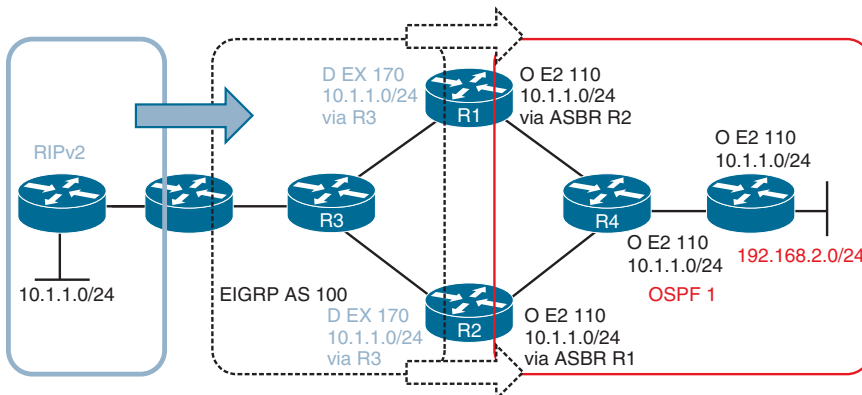 RIPv2
10.1.1.0/24
EIGRP AS 100
R3
D EX 170
10.1.1.0/24
via R3
R1
O E2 110
10.1.1.0/24
via ASBR R2
D EX 170
10.1.1.0/24
via R3
R2
O E2 110
10.1.1.0/24
via ASBR R1
R4
O E2 110
10.1.1.0/24
O E2 110
10.1.1.0/24
192.168.2.0/24
OSPF 1